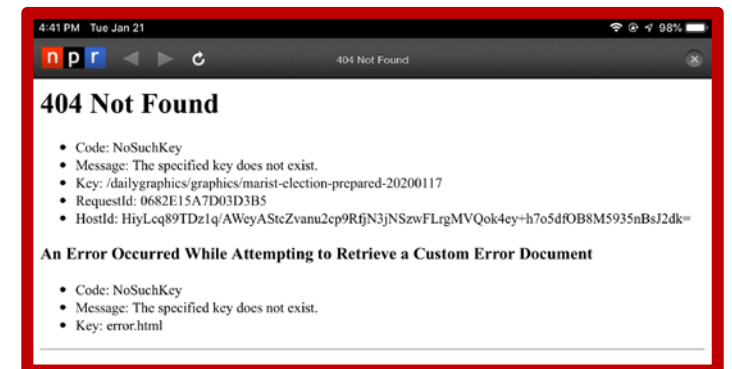 4:41 PM Tue Jan 21 98%
npr 404 Not Found
404 Not Found
• Code: NoSuchKey
• Message: The specified key does not exist.
• Key: /dailygraphics/graphics/marist-election-prepared-20200117
• RequestId: 0682E15A7D03D3B5
• HostId: HiyLcq89TDz1q/AWeyAStcZvanu2cp9RfjN3jNSzwFLrgMVQok4ey+h7o5dfOB8M5935nBsJ2dk=
An Error Occurred While Attempting to Retrieve a Custom Error Document
• Code: NoSuchKey
• Message: The specified key does not exist.
• Key: error.html